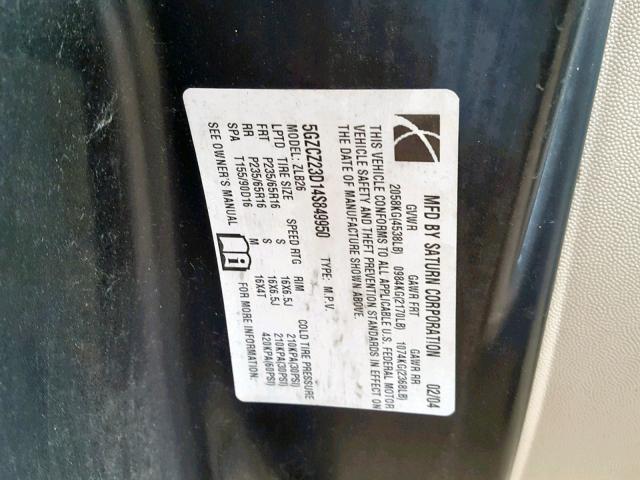 MFD BY SATURN CORPORATION 02/04
GVWR GAWR FRT GAWR RR
2058KG(4538LB) 0984KG(2170LB) 1074KG(2368LB)
THIS VEHICLE CONFORMS TO ALL APPLICABLE U.S. FEDERAL MOTOR
VEHICLE SAFETY AND THEFT PREVENTION STANDARDS IN EFFECT ON
THE DATE OF MANUFACTURE SHOWN ABOVE.
5GZCZ23D14S849950 TYPE: M.P.V.
MODEL: ZLB26 COLD TIRE PRESSURE
LPTD TIRE SIZE SPEED RTG RIM
FRT P235/65R16 S 16X6.5J 210KPA(30PSI)
RR P235/65R16 S 16X6.5J 210KPA(30PSI)
SPA T155/90D16 M 16X4T 420KPA(60PSI)
SEE OWNER'S MANUAL FOR MORE INFORMATION